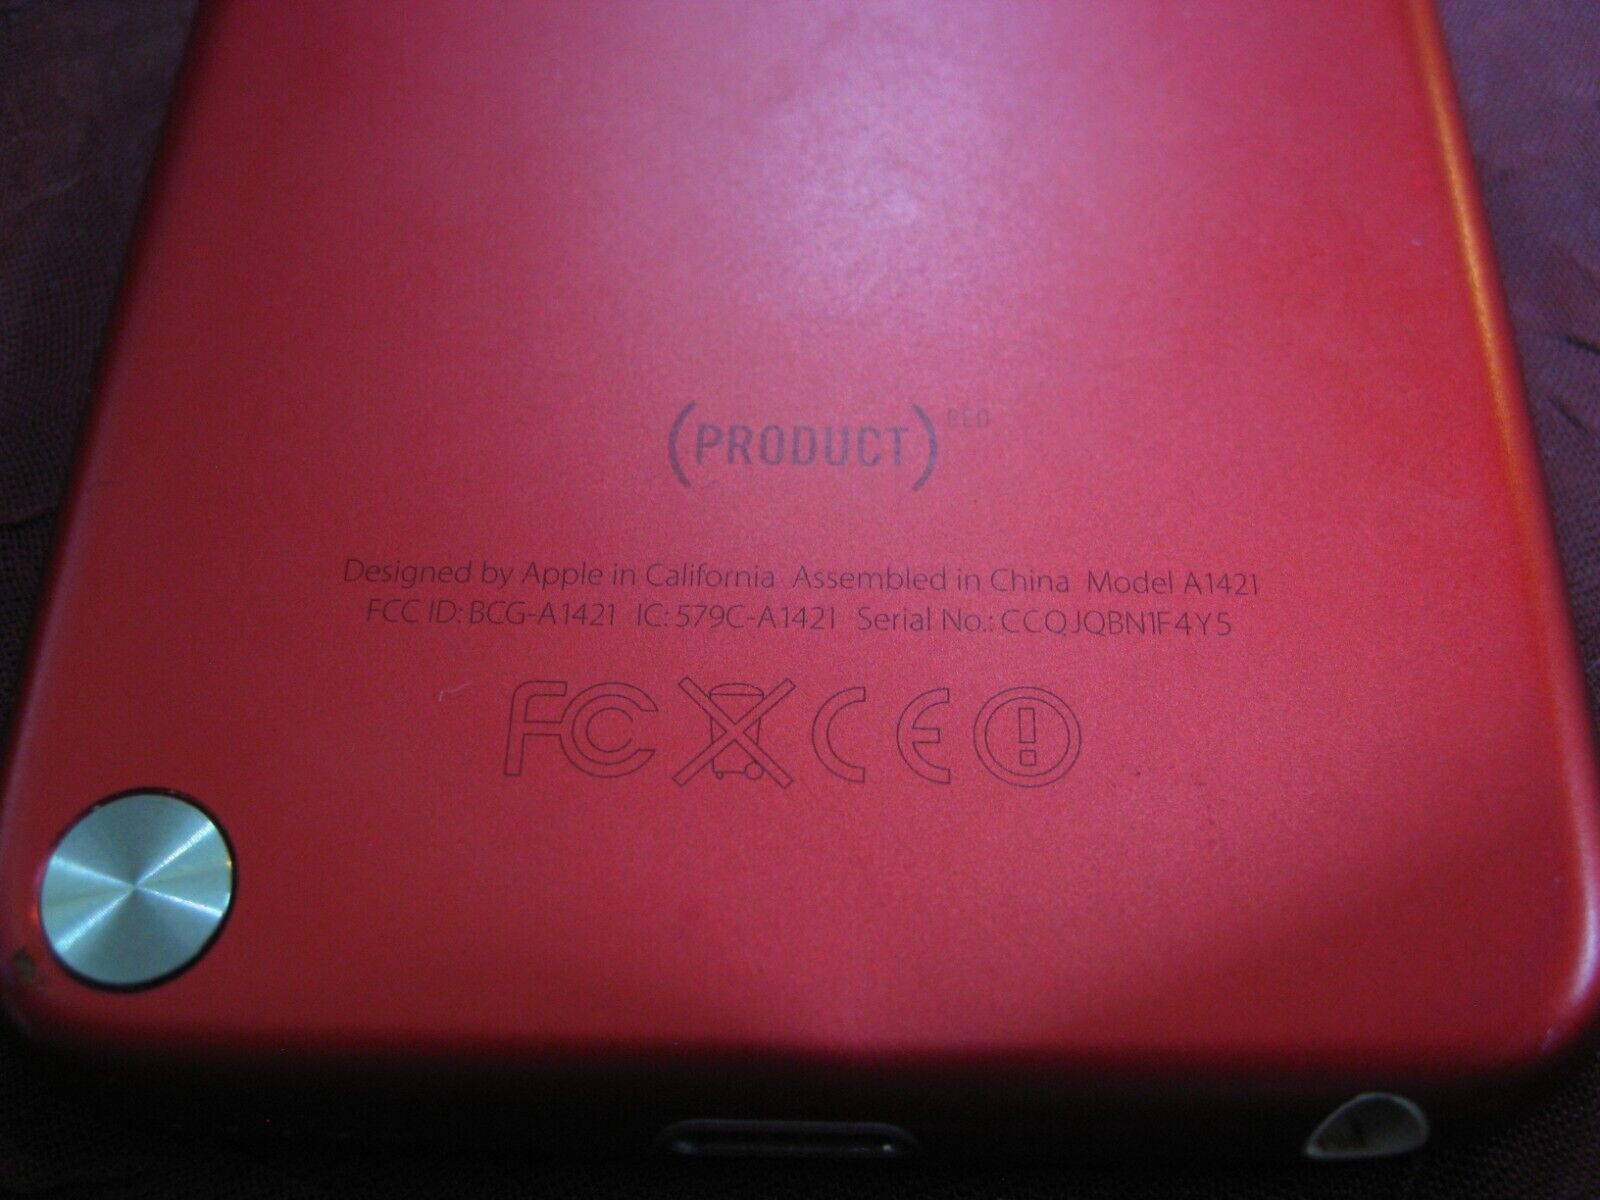 (PRODUCT)RED
Designed by Apple in California Assembled in China Model A1421
FCC ID: BCG-A1421 IC: 579C-A1421 Serial No.: CCQJQBN1F4Y5
FC CE